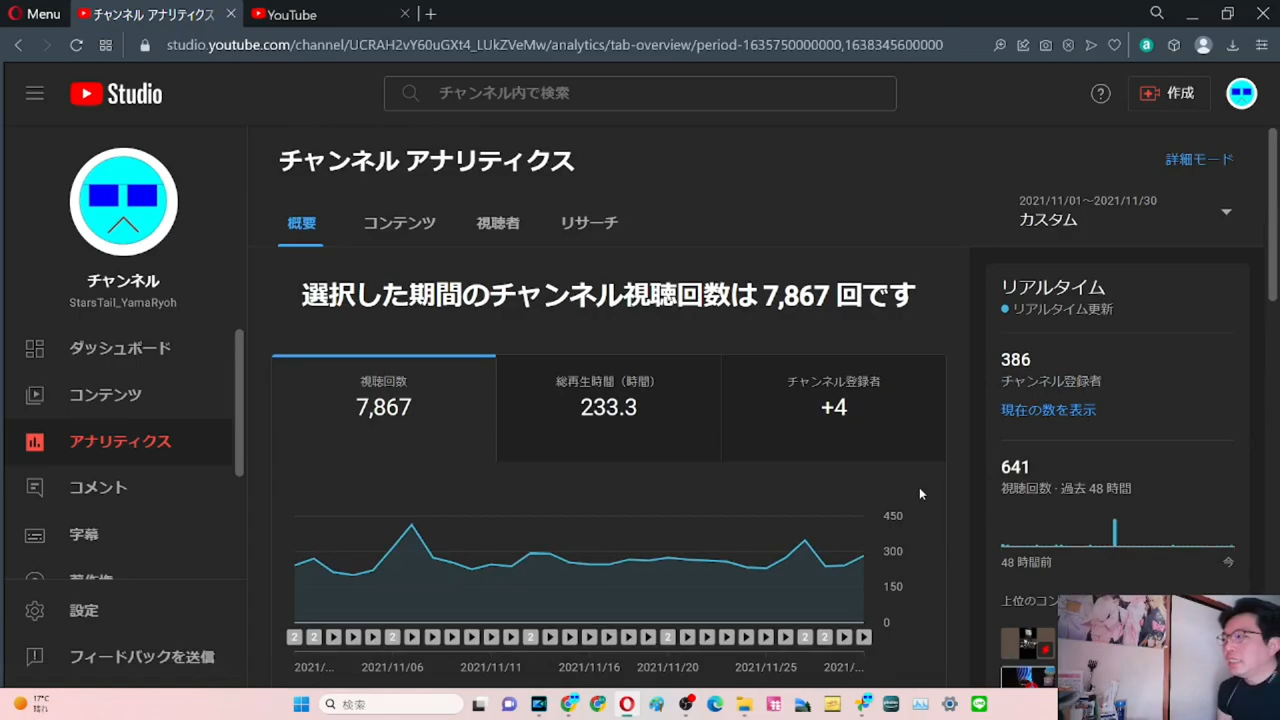 Menu
チャンネル アナリティクス
YouTube
studio.youtube.com/channel/UCRAH2vY60uGXt4_LUkZVeMw/analytics/tab-overview/period-1635750000000,1638345600000
Studio
チャンネル内で検索
作成
チャンネル
StarsTail_YamaRyoh
ダッシュボード
コンテンツ
アナリティクス
コメント
字幕
設定
フィードバックを送信
チャンネル アナリティクス
詳細モード
概要
コンテンツ
視聴者
リサーチ
2021/11/01～2021/11/30
カスタム
選択した期間のチャンネル視聴回数は 7,867 回です
視聴回数
7,867
総再生時間（時間）
233.3
チャンネル登録者
+4
450
300
150
0
2 2 2 2 2 2 2
2021/...
2021/11/06
2021/11/11
2021/11/16
2021/11/20
2021/11/25
2021/...
リアルタイム
リアルタイム更新
386
チャンネル登録者
現在の数を表示
641
視聴回数・過去 48 時間
48 時間前
今
上位のコン
17℃
晴れ
検索